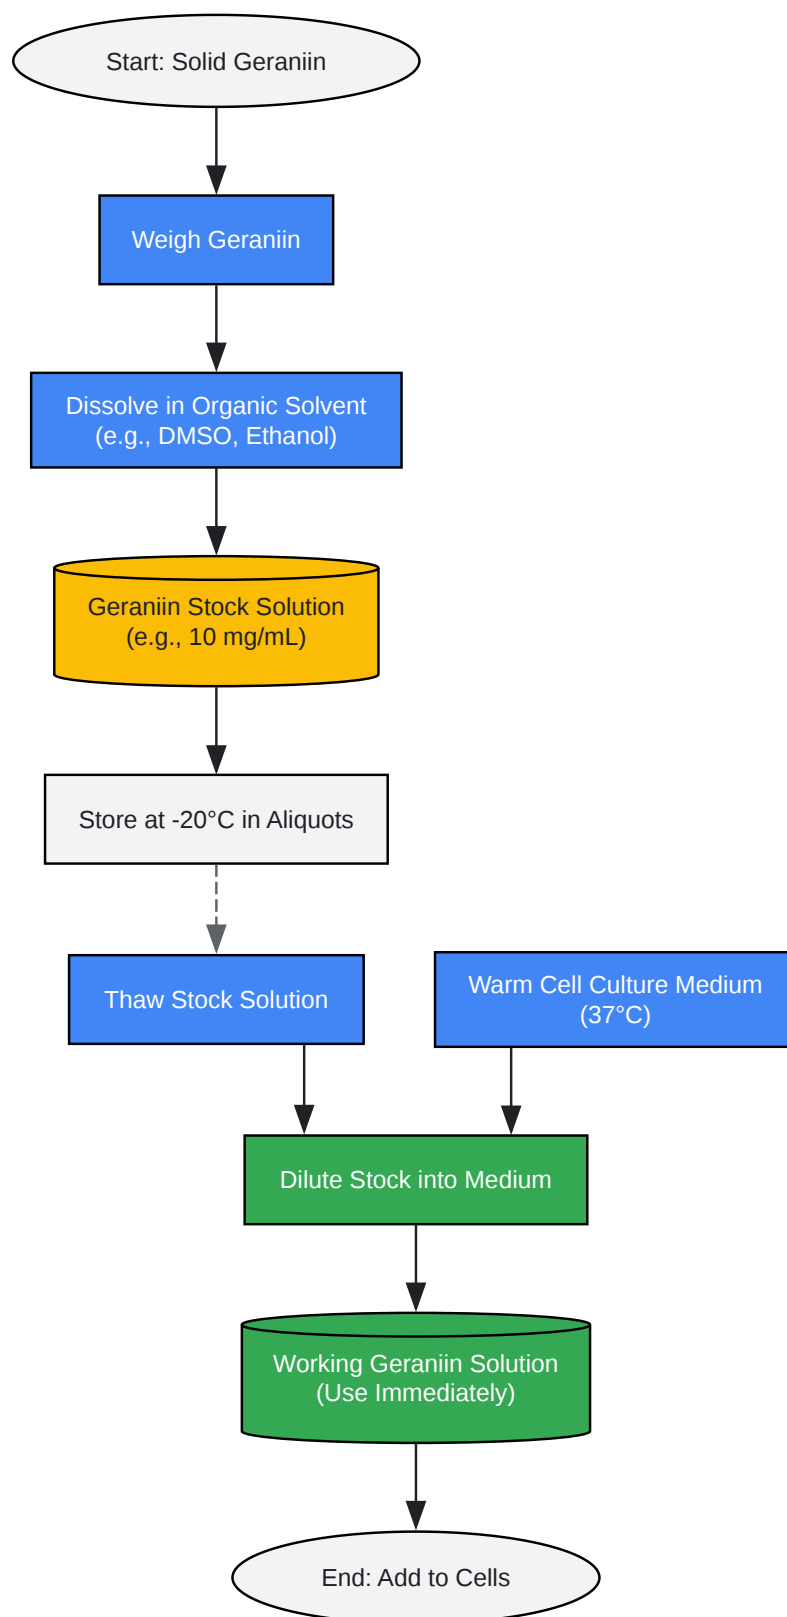 Start: Solid Geraniin
Weigh Geraniin
Dissolve in Organic Solvent
(e.g., DMSO, Ethanol)
Geraniin Stock Solution
(e.g., 10 mg/mL)
Store at -20°C in Aliquots
Thaw Stock Solution
Warm Cell Culture Medium
(37°C)
Dilute Stock into Medium
Working Geraniin Solution
(Use Immediately)
End: Add to Cells